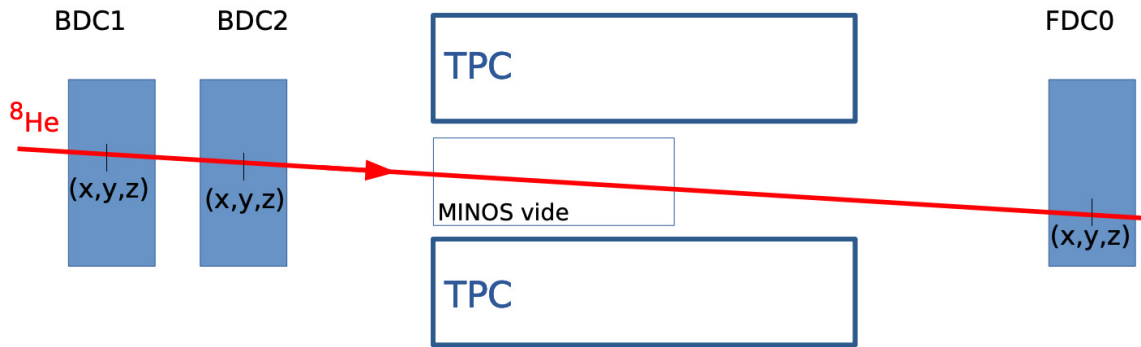 BDC1
BDC2
FDC0
TPC
⁸He
(x,y,z)
(x,y,z)
MINOS vide
(x,y,z)
TPC